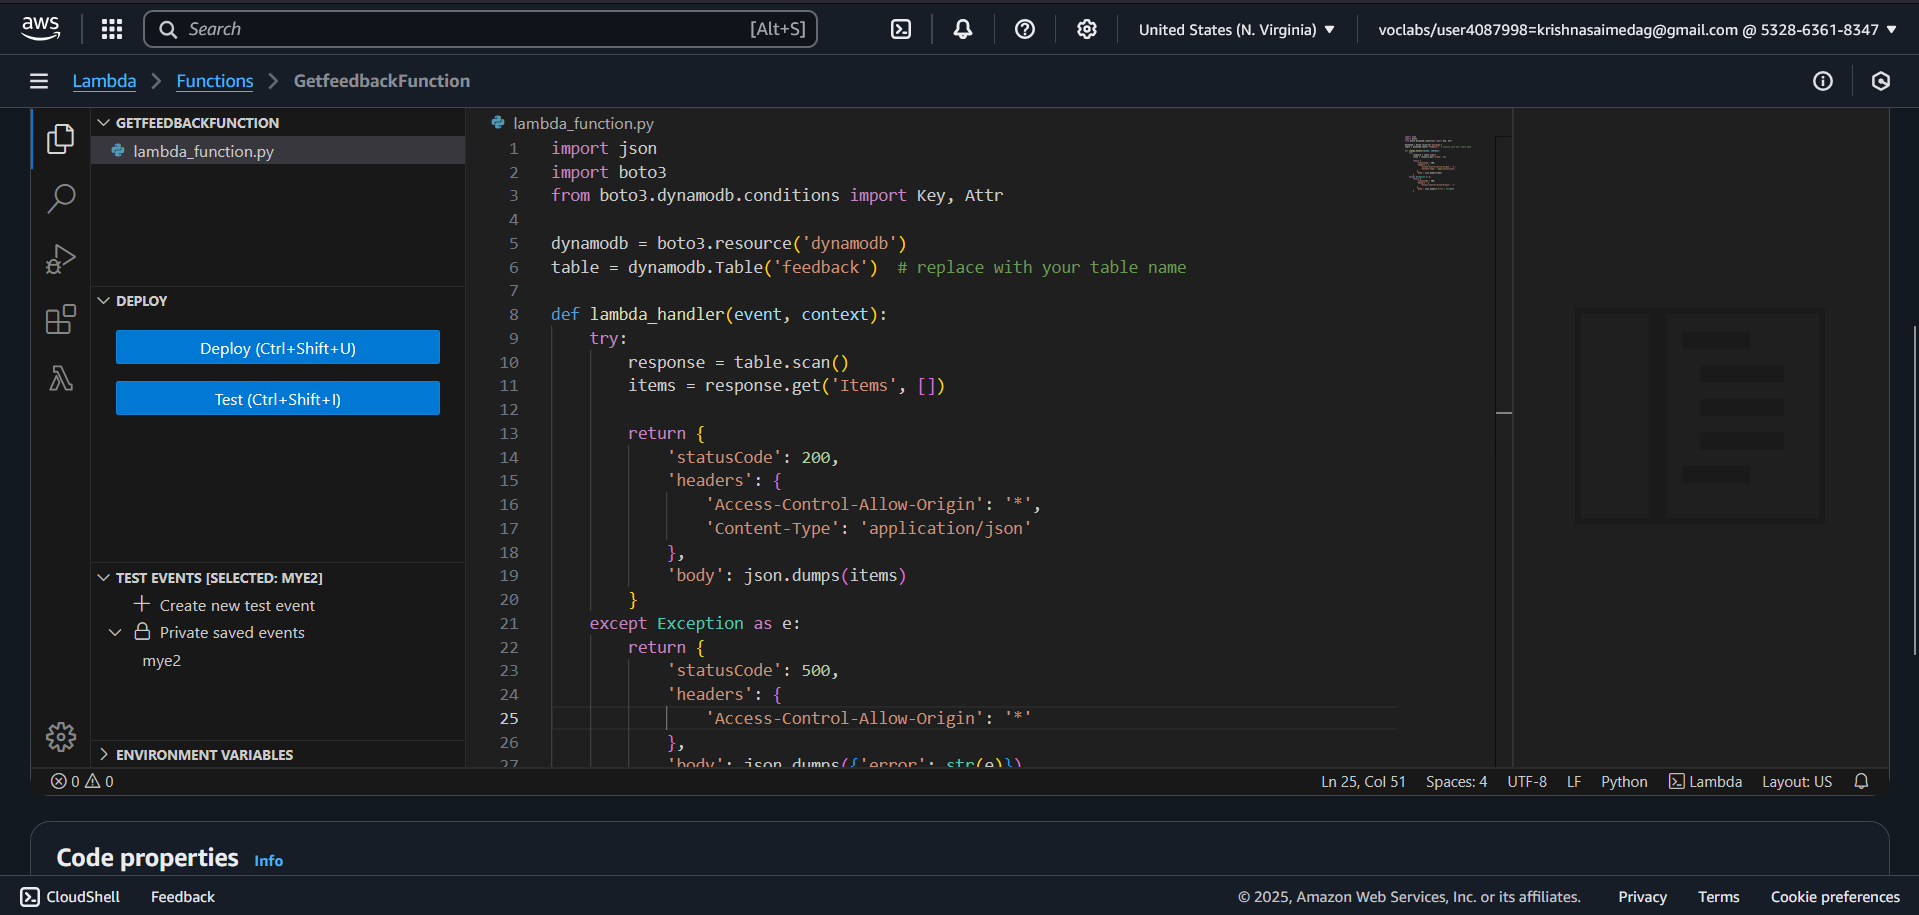 aws
Search [Alt+S]
United States (N. Virginia)
voclabs/user4087998=krishnasaimedag@gmail.com @ 5328-6361-8347
Lambda
Functions
GetfeedbackFunction
GETFEEDBACKFUNCTION
lambda_function.py
DEPLOY
Deploy (Ctrl+Shift+U)
Test (Ctrl+Shift+I)
TEST EVENTS [SELECTED: MYE2]
Create new test event
Private saved events
mye2
ENVIRONMENT VARIABLES
lambda_function.py
1 import json
2 import boto3
3 from boto3.dynamodb.conditions import Key, Attr
4
5 dynamodb = boto3.resource('dynamodb')
6 table = dynamodb.Table('feedback')  # replace with your table name
7
8 def lambda_handler(event, context):
9     try:
10         response = table.scan()
11         items = response.get('Items', [])
12
13         return {
14             'statusCode': 200,
15             'headers': {
16                 'Access-Control-Allow-Origin': '*',
17                 'Content-Type': 'application/json'
18             },
19             'body': json.dumps(items)
20         }
21     except Exception as e:
22         return {
23             'statusCode': 500,
24             'headers': {
25                 'Access-Control-Allow-Origin': '*'
26             },
27             'body': json.dumps({'error': str(e)})
0 0
Ln 25, Col 51 Spaces: 4 UTF-8 LF Python Lambda Layout: US
Code properties Info
CloudShell Feedback
© 2025, Amazon Web Services, Inc. or its affiliates. Privacy Terms Cookie preferences